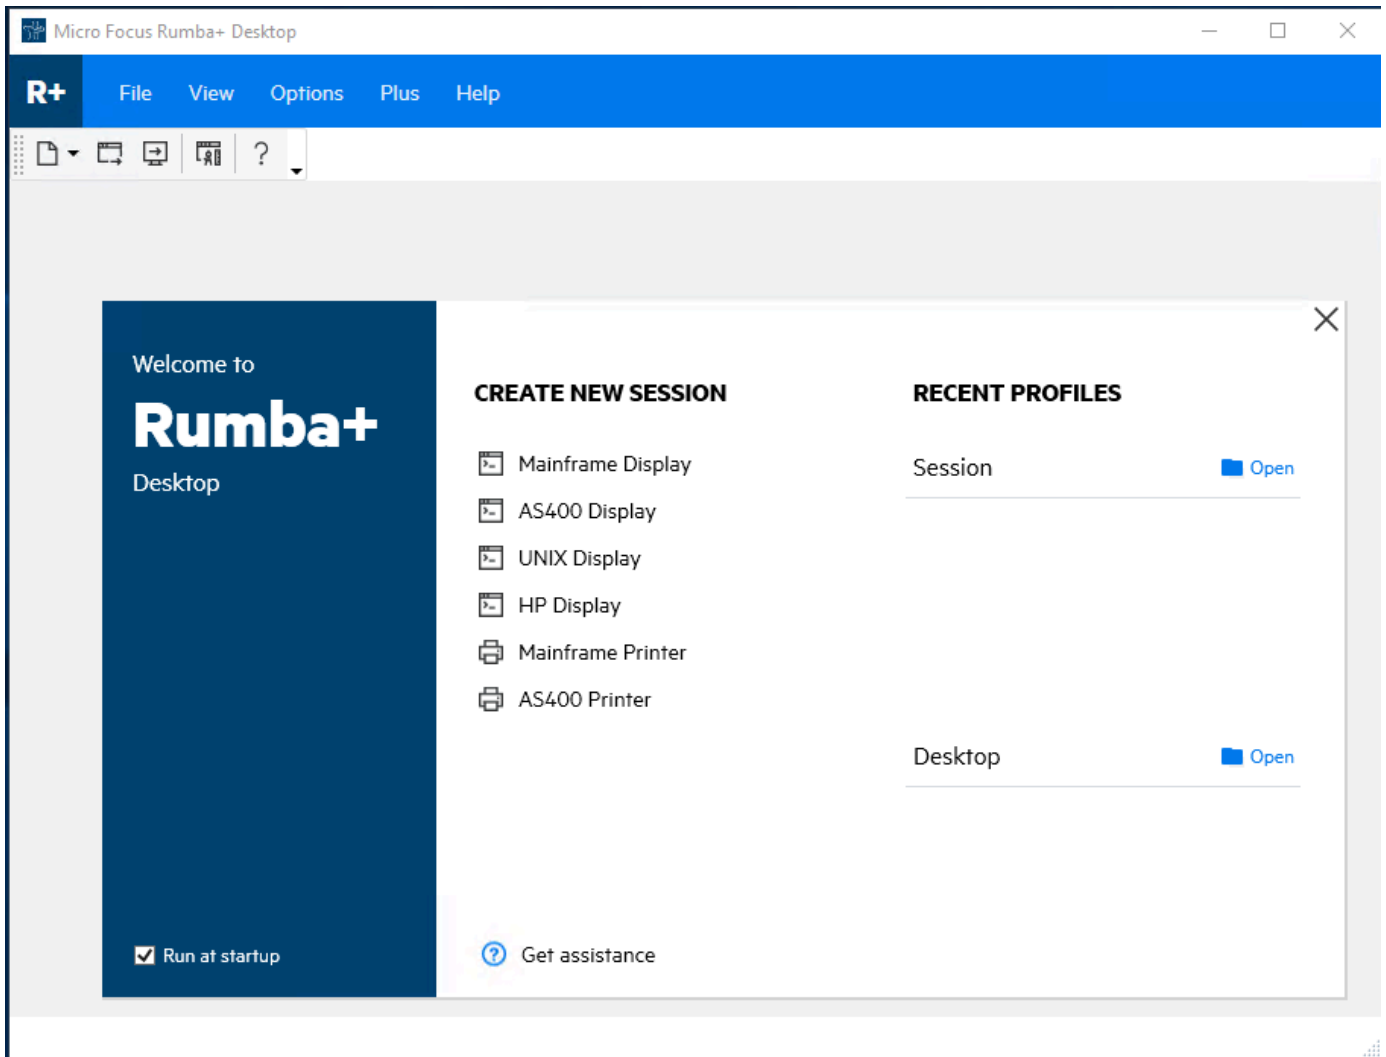 Micro Focus Rumba+ Desktop
R+ File View Options Plus Help
?
Welcome to
Rumba+
Desktop
Run at startup
CREATE NEW SESSION
Mainframe Display
AS400 Display
UNIX Display
HP Display
Mainframe Printer
AS400 Printer
? Get assistance
RECENT PROFILES
Session Open
Desktop Open